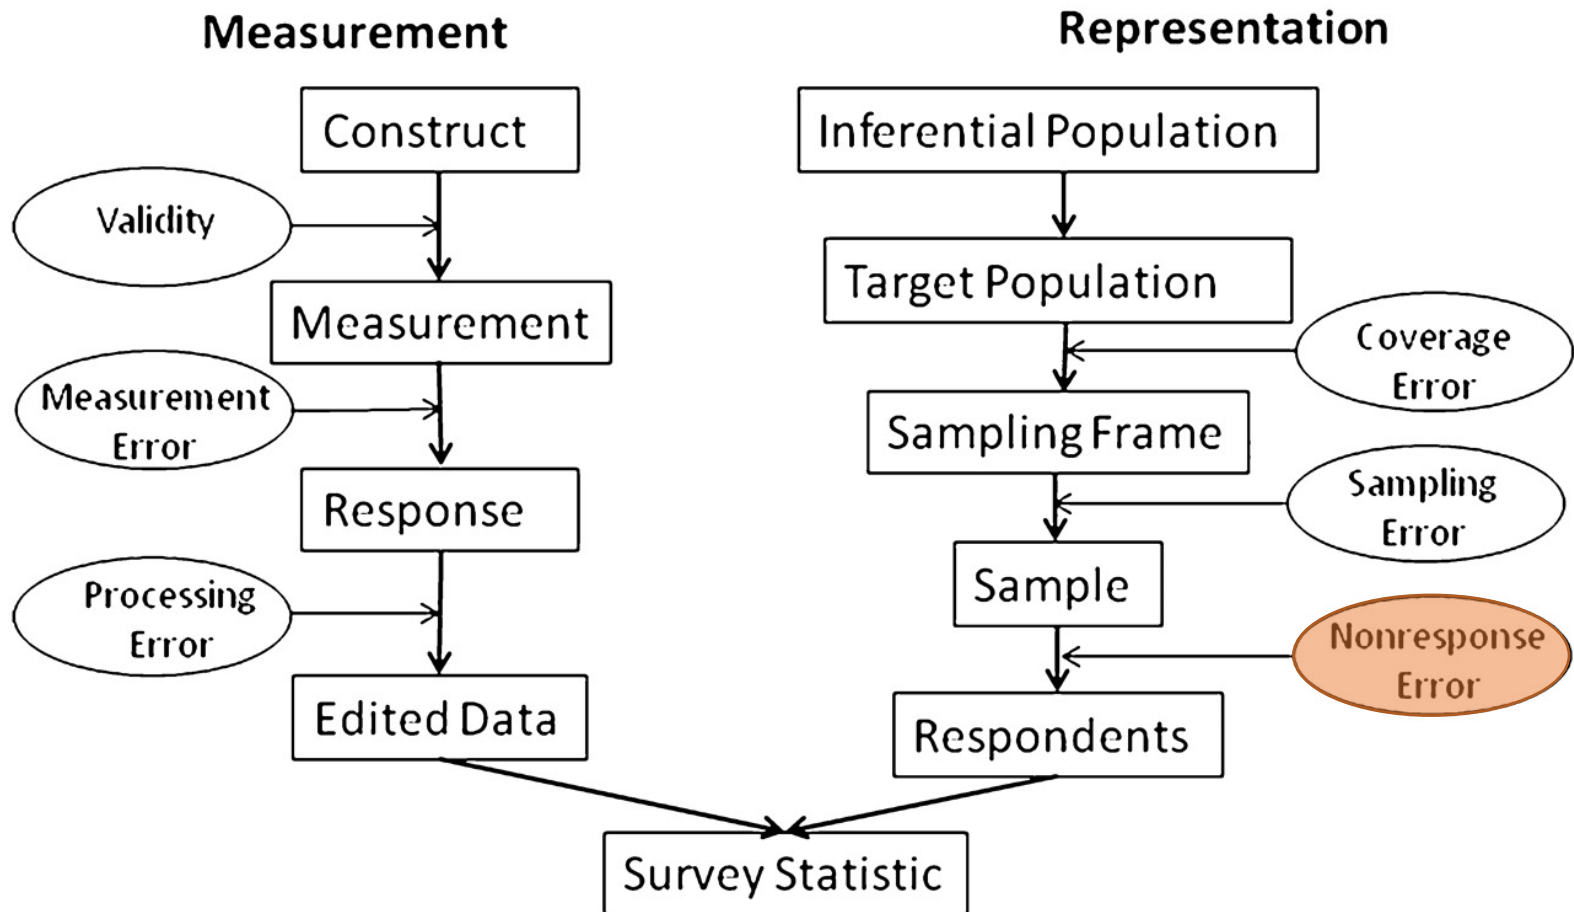 Measurement
Construct
Validity
Measurement
Measurement
Error
Response
Processing
Error
Edited Data
Representation
Inferential Population
Target Population
Coverage
Error
Sampling Frame
Sampling
Error
Sample
Nonresponse
Error
Respondents
Survey Statistic